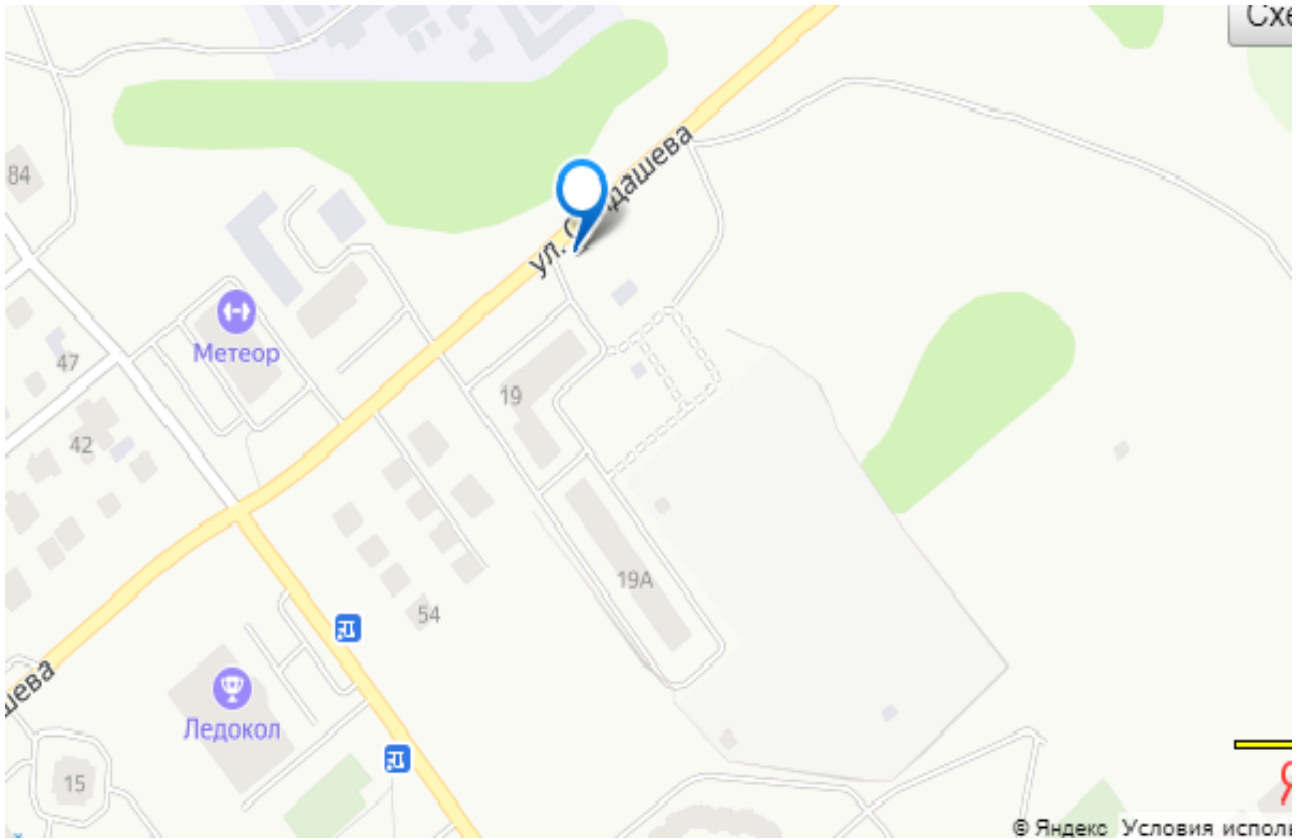 Схе
84
ул. С
дашева
Метеор
47
19
42
19А
54
шева
Ледокол
15
Я
© Яндекс Условия исполь